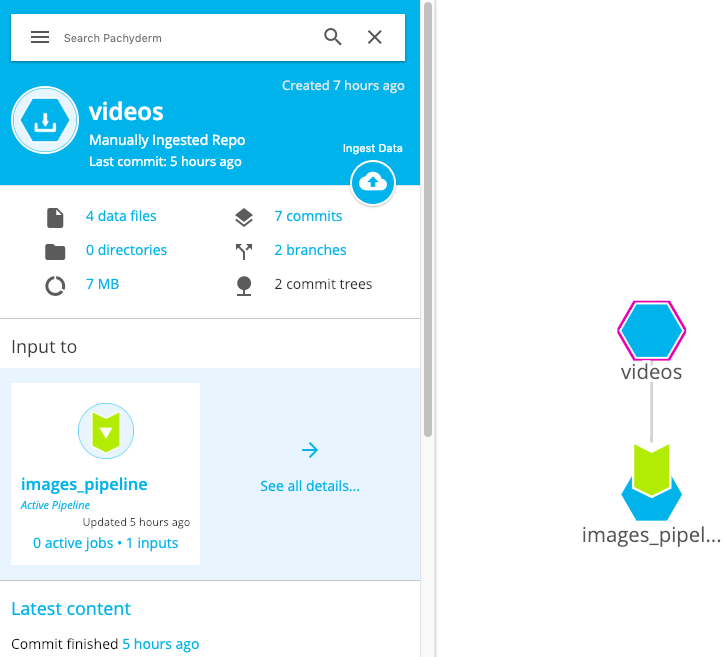 Search Pachyderm
Created 7 hours ago
videos
Manually Ingested Repo
Last commit: 5 hours ago
Ingest Data
4 data files
7 commits
0 directories
2 branches
7 MB
2 commit trees
Input to
images_pipeline
Active Pipeline
Updated 5 hours ago
0 active jobs • 1 inputs
See all details...
Latest content
Commit finished 5 hours ago
videos
images_pipel...